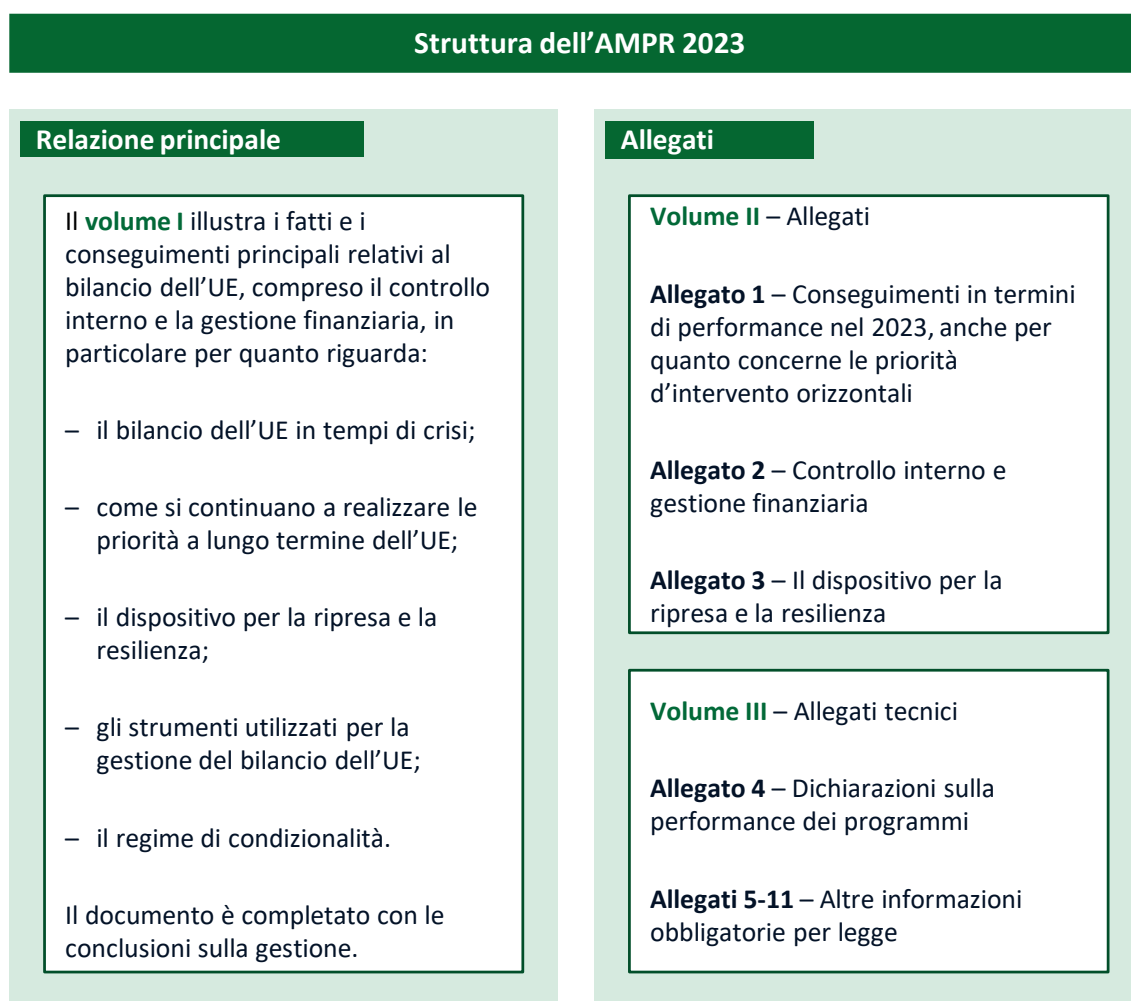 Struttura dell’AMPR 2023
Relazione principale
Il volume I illustra i fatti e i
conseguimenti principali relativi al
bilancio dell’UE, compreso il controllo
interno e la gestione finanziaria, in
particolare per quanto riguarda:
– il bilancio dell’UE in tempi di crisi;
– come si continuano a realizzare le
priorità a lungo termine dell’UE;
– il dispositivo per la ripresa e la
resilienza;
– gli strumenti utilizzati per la
gestione del bilancio dell’UE;
– il regime di condizionalità.
Il documento è completato con le
conclusioni sulla gestione.
Allegati
Volume II – Allegati
Allegato 1 – Conseguimenti in termini
di performance nel 2023, anche per
quanto concerne le priorità
d’intervento orizzontali
Allegato 2 – Controllo interno e
gestione finanziaria
Allegato 3 – Il dispositivo per la
ripresa e la resilienza
Volume III – Allegati tecnici
Allegato 4 – Dichiarazioni sulla
performance dei programmi
Allegati 5-11 – Altre informazioni
obbligatorie per legge